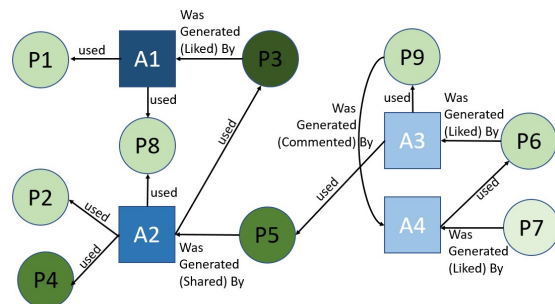 Was
Generated
(Liked) By
P1
used
A1
P3
used
P8
used
used
P2
used
A2
used
P4
P5
Was
Generated
(Shared) By
used
Was
Generated
(Commented) By
P9
used
A3
Was
Generated
(Liked) By
P6
used
A4
P7
Was
Generated
(Liked) By